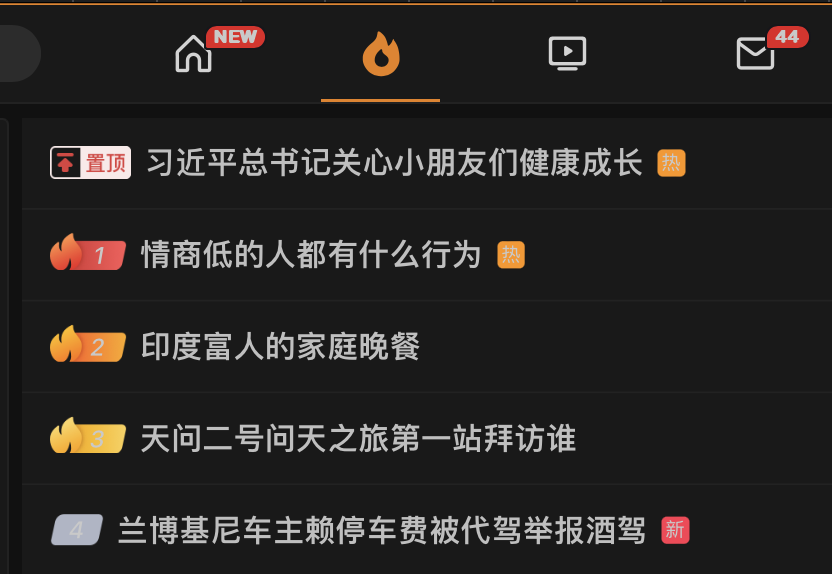 NEW
44
置顶 习近平总书记关心小朋友们健康成长 热
1 情商低的人都有什么行为 热
2 印度富人的家庭晚餐
3 天问二号问天之旅第一站拜访谁
4 兰博基尼车主赖停车费被代驾举报酒驾 新